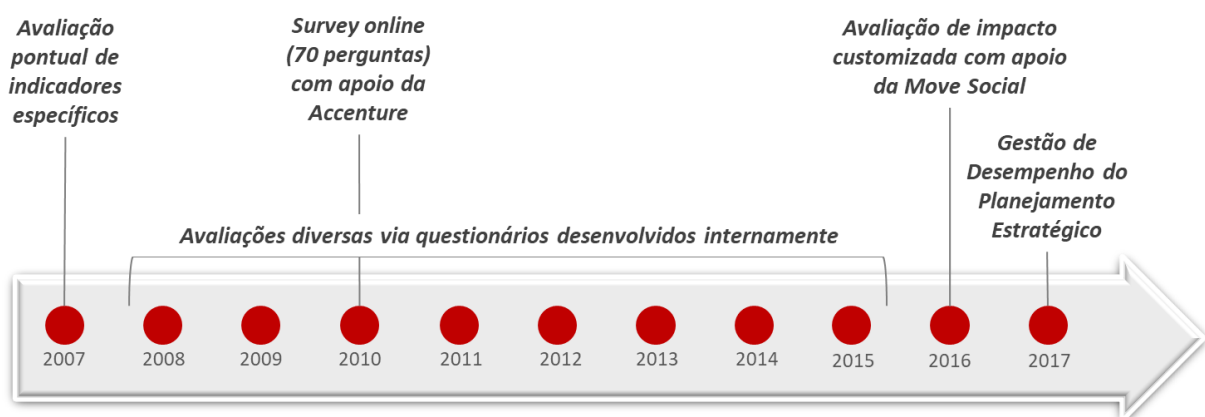 Avaliação
pontual de
indicadores
específicos
Survey online
(70 perguntas)
com apoio da
Accenture
Avaliação de impacto
customizada com apoio
da Move Social
Gestão de
Desempenho do
Planejamento
Estratégico
Avaliações diversas via questionários desenvolvidos internamente
2007 2008 2009 2010 2011 2012 2013 2014 2015 2016 2017